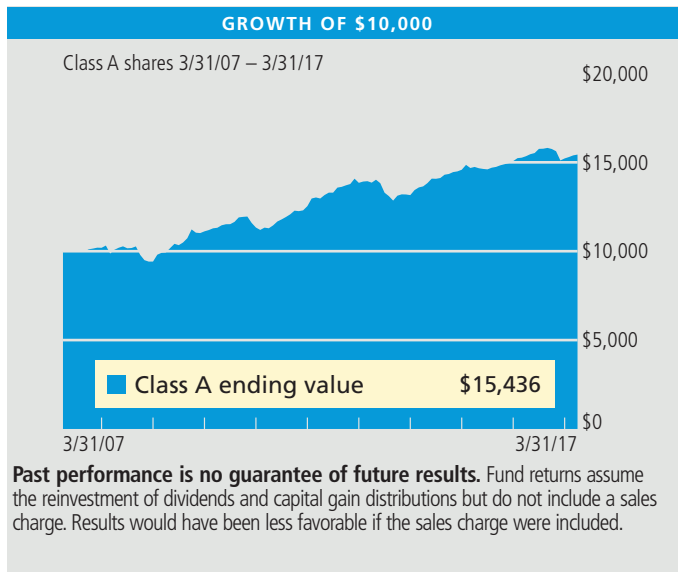 GROWTH OF $10,000
Class A shares 3/31/07 – 3/31/17
$20,000
$15,000
$10,000
$5,000
Class A ending value $15,436
$0
3/31/07 3/31/17
Past performance is no guarantee of future results. Fund returns assume
the reinvestment of dividends and capital gain distributions but do not include a sales
charge. Results would have been less favorable if the sales charge were included.